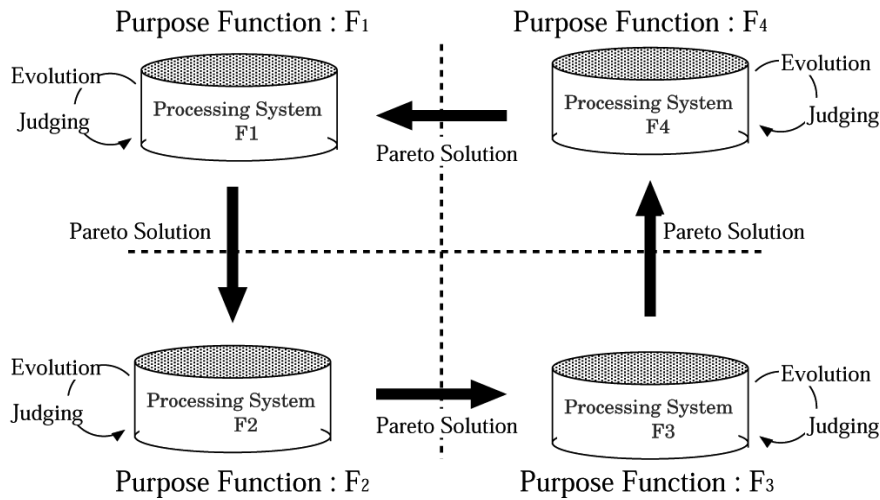 Purpose Function : F1
Purpose Function : F4
Evolution
Judging
Processing System
F1
Pareto Solution
Processing System
F4
Evolution
Judging
Pareto Solution
Pareto Solution
Evolution
Judging
Processing System
F2
Pareto Solution
Processing System
F3
Evolution
Judging
Purpose Function : F2
Purpose Function : F3